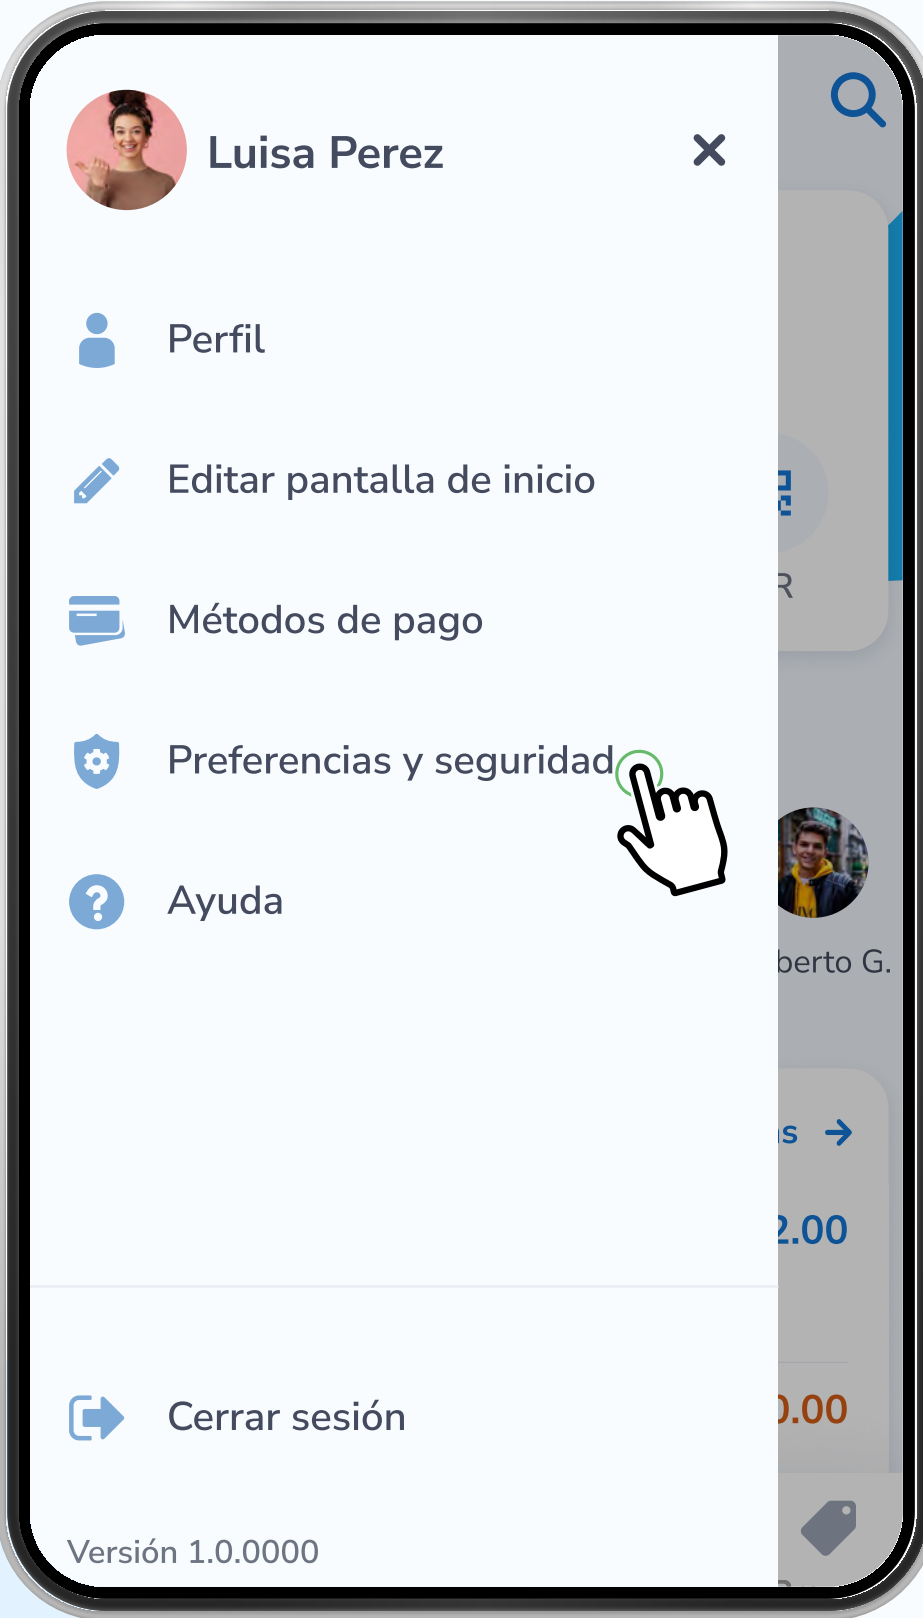 Luisa Perez
Perfil
Editar pantalla de inicio
R
Métodos de pago
Preferencias y seguridad
Ayuda
berto G.
as
2.00
0.00
Cerrar sesión
Versión 1.0.0000